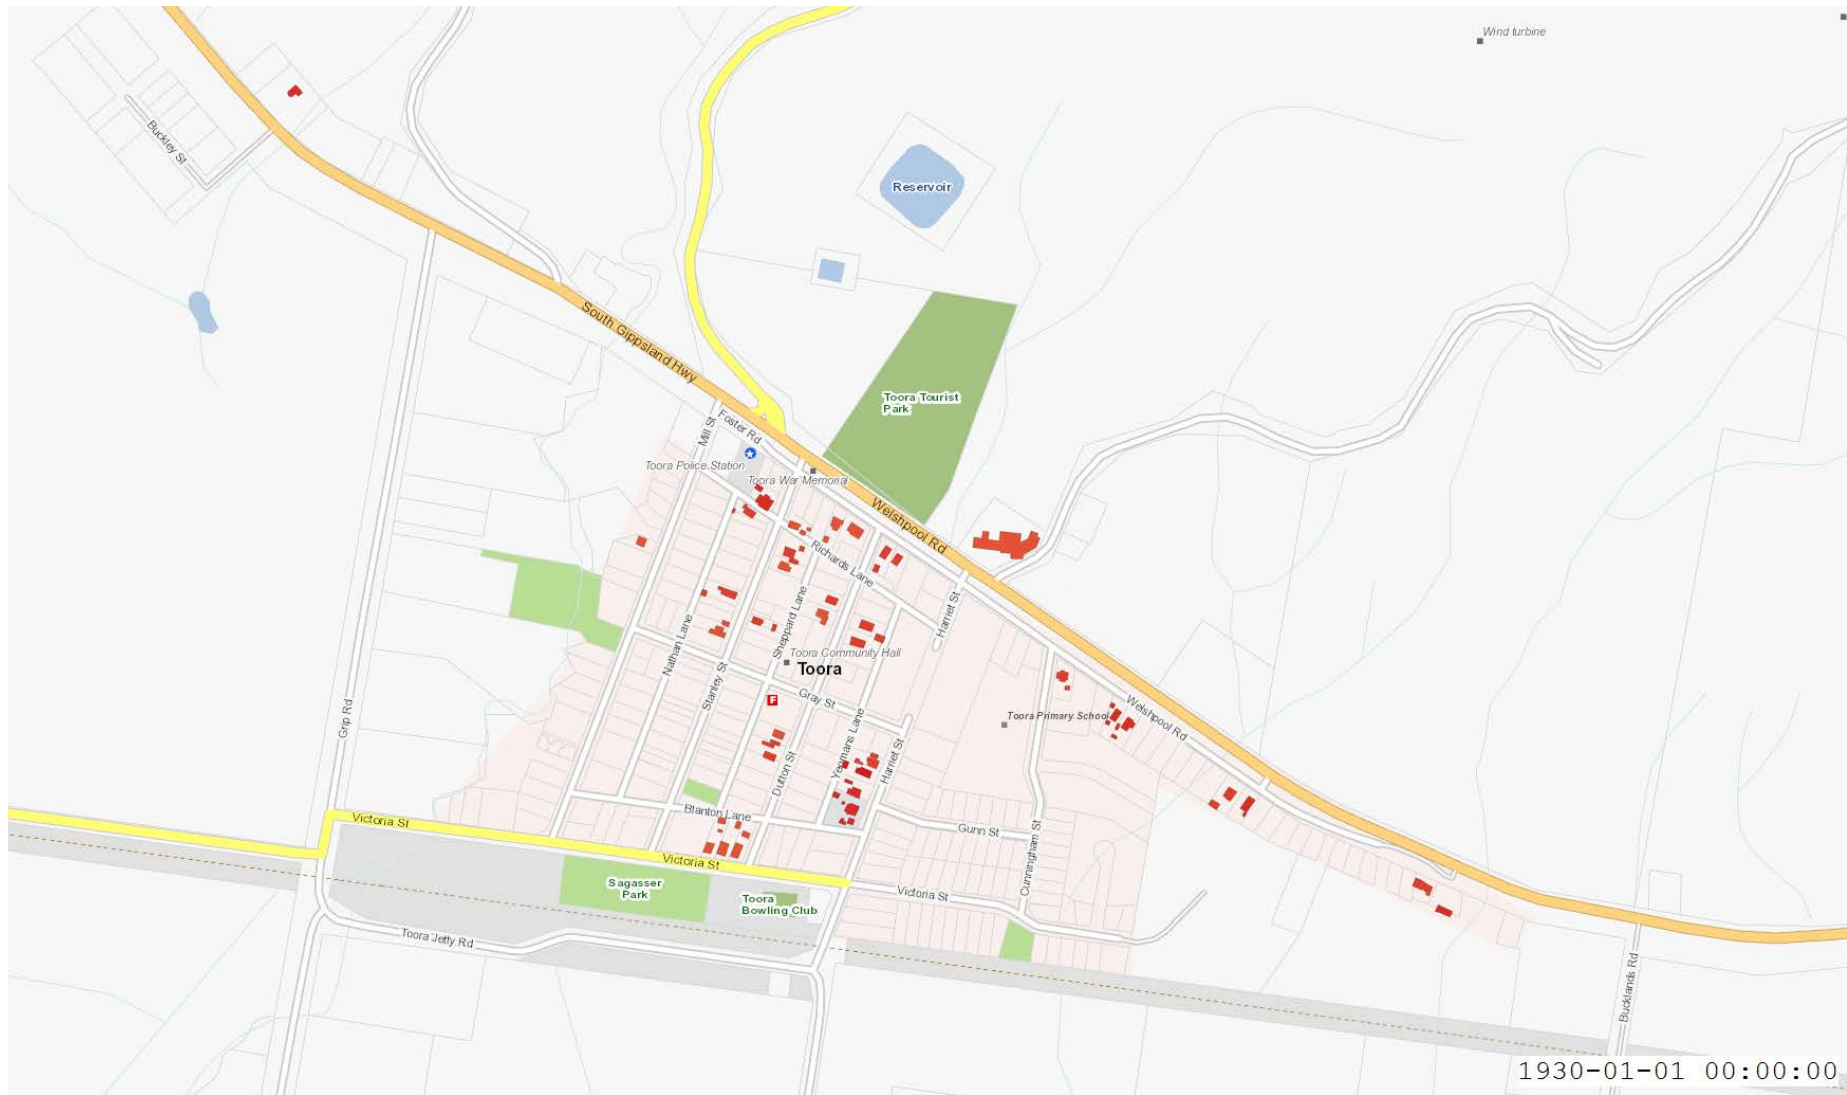 Wind turbine
Buckley St
Reservoir
South Gippsland Hwy
Toora Tourist
Park
Mill St
Foster Rd
Toora Police Station
Toora War Memorial
Welshpool Rd
Richards Lane
Sheppard Lane
Harriet St
Nathan Lane
Toora Community Hall
Toora
Stanley St
Gray St
F
Grip Rd
Toora Primary School
Welshpool Rd
Yeomans Lane
Harriet St
Dutton St
Blanton Lane
Victoria St
Gunn St
Cunningham St
Victoria St
Sagasser
Park
Toora
Bowling Club
Victoria St
Toora Jetty Rd
Bucklands Rd
1930-01-01 00:00:00